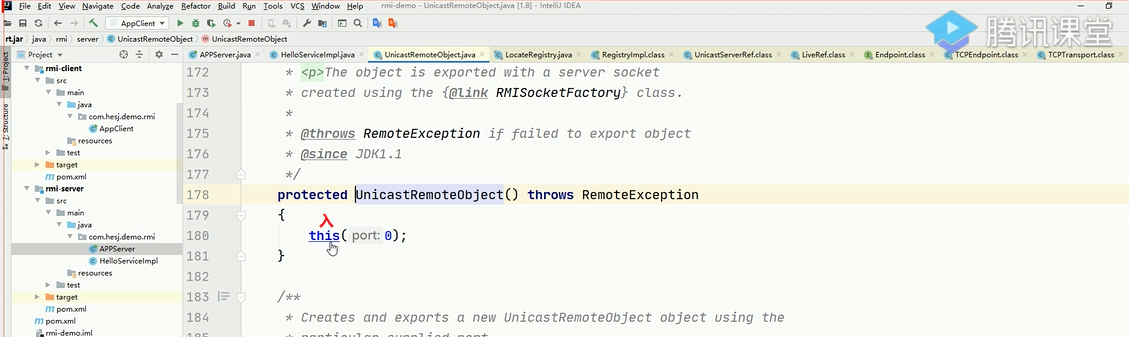 File Edit View Navigate Code Analyze Refactor Build Run Tools VCS Window Help rmi-demo - UnicastRemoteObject.java [1.8] - IntelliJ IDEA
AppClient
腾讯课堂
rt.jar java rmi server UnicastRemoteObject UnicastRemoteObject
Project
APPServer.java HelloServiceImpl.java UnicastRemoteObject.java LocateRegistry.java RegistryImpl.class UnicastServerRef.class LiveRef.class Endpoint.class TCPEndpoint.class TCPTransport.class
1: Project
7: Structure
rmi-client
src
main
java
com.hesj.demo.rmi
AppClient
resources
test
target
pom.xml
rmi-server
src
main
java
com.hesj.demo.rmi
APPServer
HelloServiceImpl
resources
test
target
pom.xml
pom.xml
rmi-demo.iml
172 * <p>The object is exported with a server socket
173 * created using the {@link RMISocketFactory} class.
174 *
175 * @throws RemoteException if failed to export object
176 * @since JDK1.1
177 */
178 protected UnicastRemoteObject() throws RemoteException
179 {
180 this( port: 0);
181 }
182
183 /**
184 * Creates and exports a new UnicastRemoteObject object using the
185 * particular supplied port